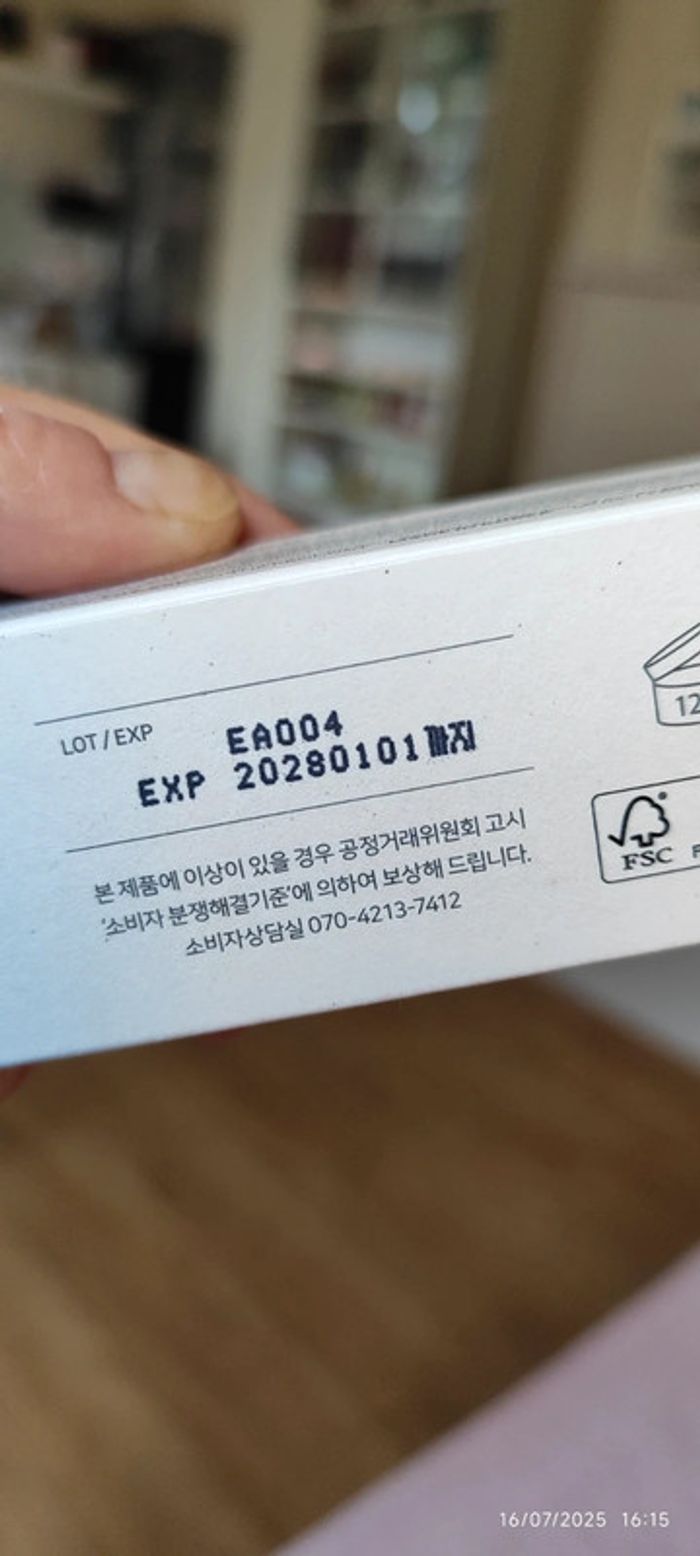 LOT / EXP
EA004
EXP 20280101까지
본 제품에 이상이 있을 경우 공정거래위원회 고시
'소비자 분쟁해결기준'에 의하여 보상해 드립니다.
소비자상담실 070-4213-7412
12
FSC
16/07/2025 16:15